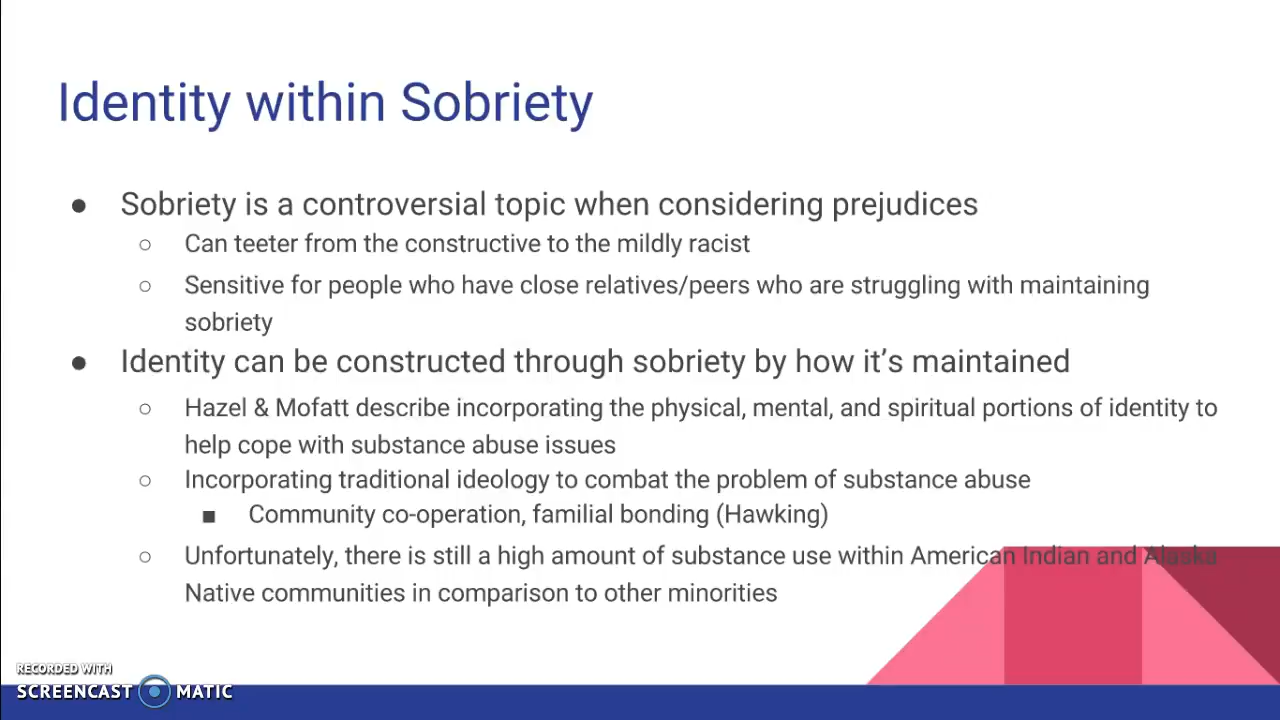 Identity within Sobriety
● Sobriety is a controversial topic when considering prejudices
○ Can teeter from the constructive to the mildly racist
○ Sensitive for people who have close relatives/peers who are struggling with maintaining
sobriety
● Identity can be constructed through sobriety by how it’s maintained
○ Hazel & Mofatt describe incorporating the physical, mental, and spiritual portions of identity to
help cope with substance abuse issues
○ Incorporating traditional ideology to combat the problem of substance abuse
■ Community co-operation, familial bonding (Hawking)
○ Unfortunately, there is still a high amount of substance use within American Indian and Alaska
Native communities in comparison to other minorities
RECORDED WITH
SCREENCAST MATIC